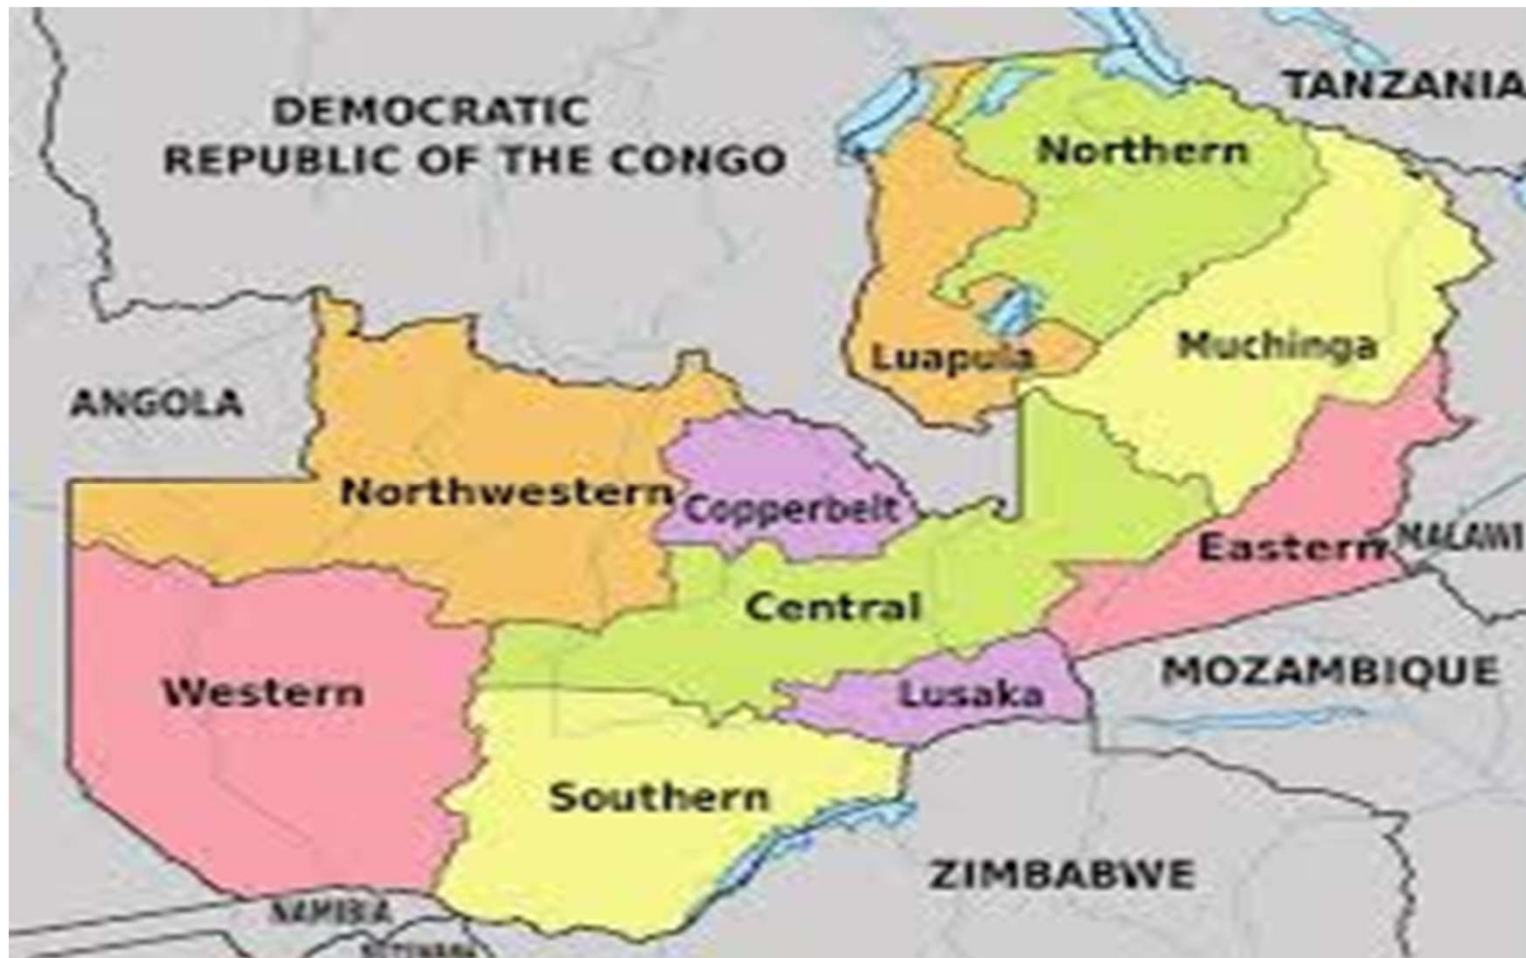 TANZANIA
DEMOCRATIC
REPUBLIC OF THE CONGO
Northern
Luapula
Muchinga
ANGOLA
Northwestern
Copperbelt
Eastern
MALAWI
Central
Western
Lusaka
MOZAMBIQUE
Southern
ZIMBABWE
NAMIBIA
BOTSWANA